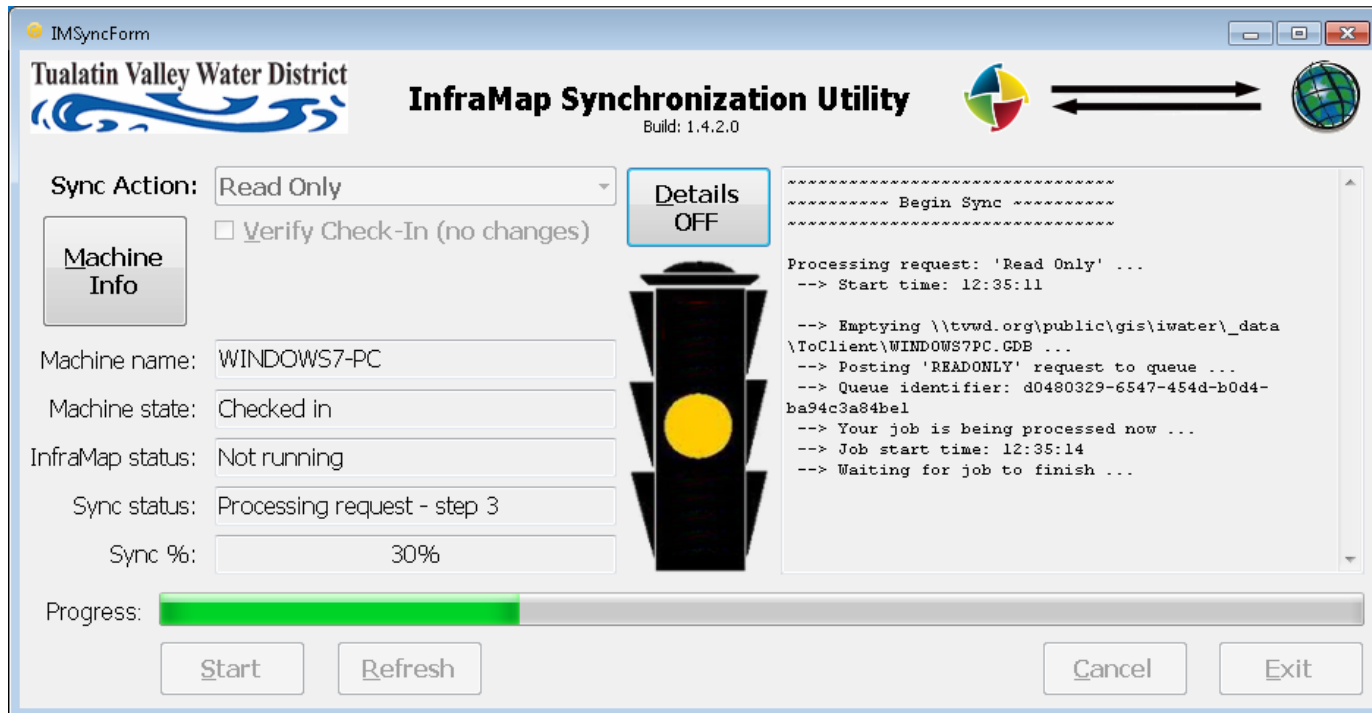 IMSyncForm
Tualatin Valley Water District
InfraMap Synchronization Utility
Build: 1.4.2.0
Sync Action: Read Only
Verify Check-In (no changes)
Details
OFF
Machine
Info
Machine name: WINDOWS7-PC
Machine state: Checked in
InfraMap status: Not running
Sync status: Processing request - step 3
Sync %: 30%
~~~~~~~~~~~~~~~~~~~~~~~~~~~~~~~~
~~~~~~~~~~ Begin Sync ~~~~~~~~~~
~~~~~~~~~~~~~~~~~~~~~~~~~~~~~~~~
Processing request: 'Read Only' ...
--> Start time: 12:35:11
--> Emptying \\tvwd.org\public\gis\iwater\_data
\ToClient\WINDOWS7PC.GDB ...
--> Posting 'READONLY' request to queue ...
--> Queue identifier: d0480329-6547-454d-b0d4-
ba94c3a84be1
--> Your job is being processed now ...
--> Job start time: 12:35:14
--> Waiting for job to finish ...
Progress:
Start
Refresh
Cancel
Exit